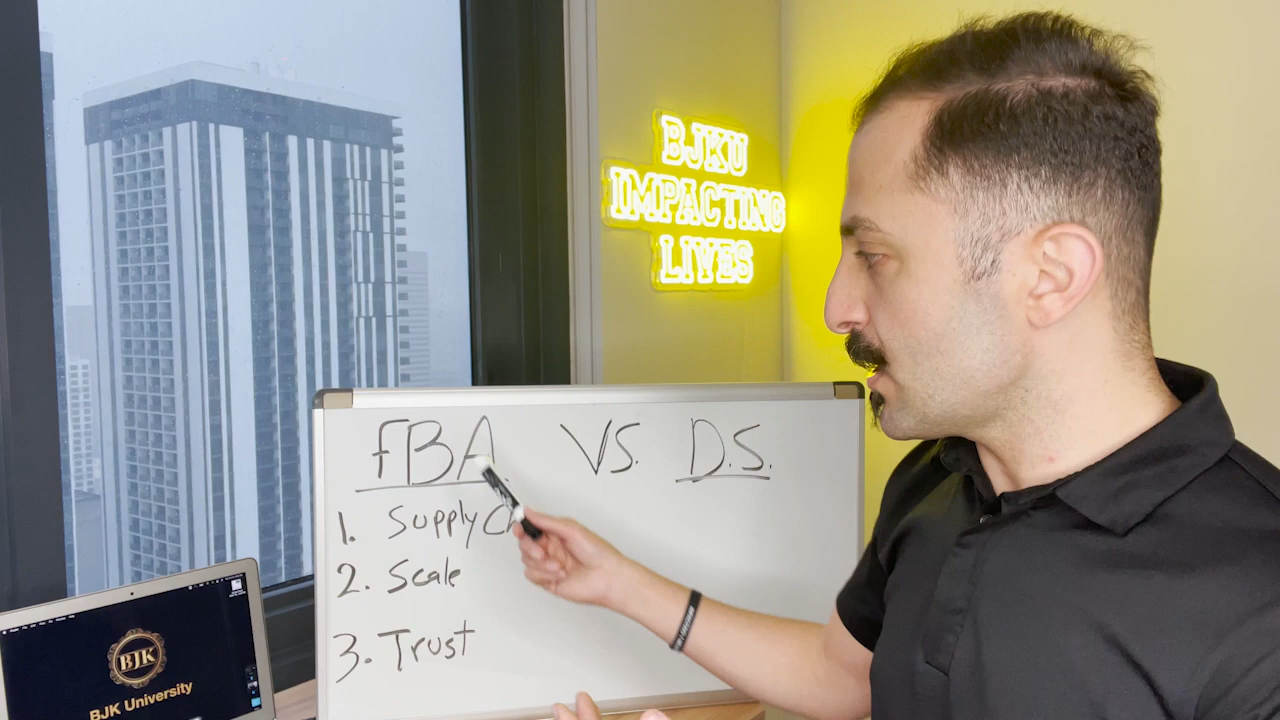 BJKU
IMPACTING
LIVES
FBA VS. D.S.
1. Supply
2. Scale
3. Trust
BJK
BJK University